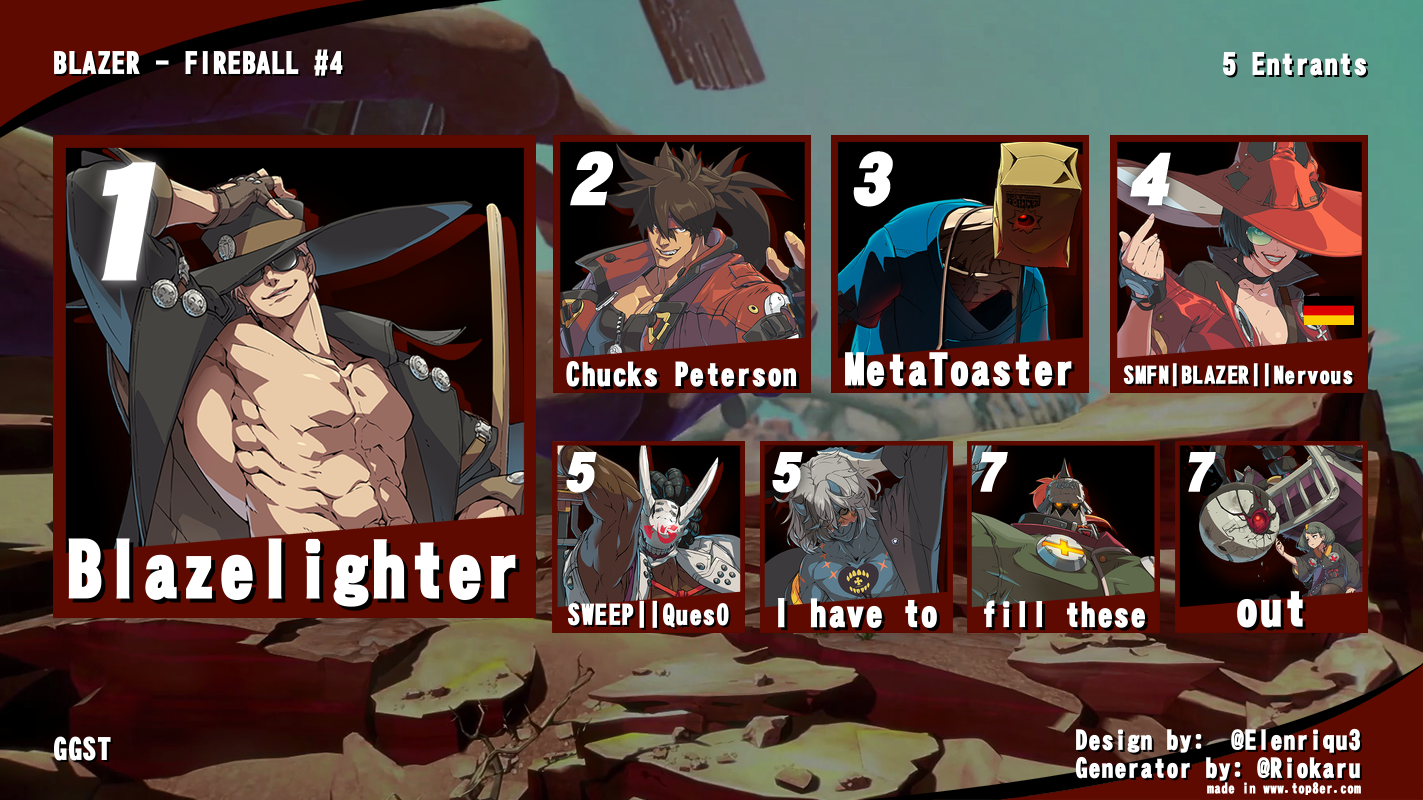 BLAZER - FIREBALL #4
5 Entrants
1
Blazelighter
2
Chucks Peterson
3
MetaToaster
4
SMFN|BLAZER||Nervous
5
SWEEP||Ques0
5
I have to
7
fill these
7
out
GGST
Design by: @Elenriqu3
Generator by: @Riokaru
made in www.top8er.com